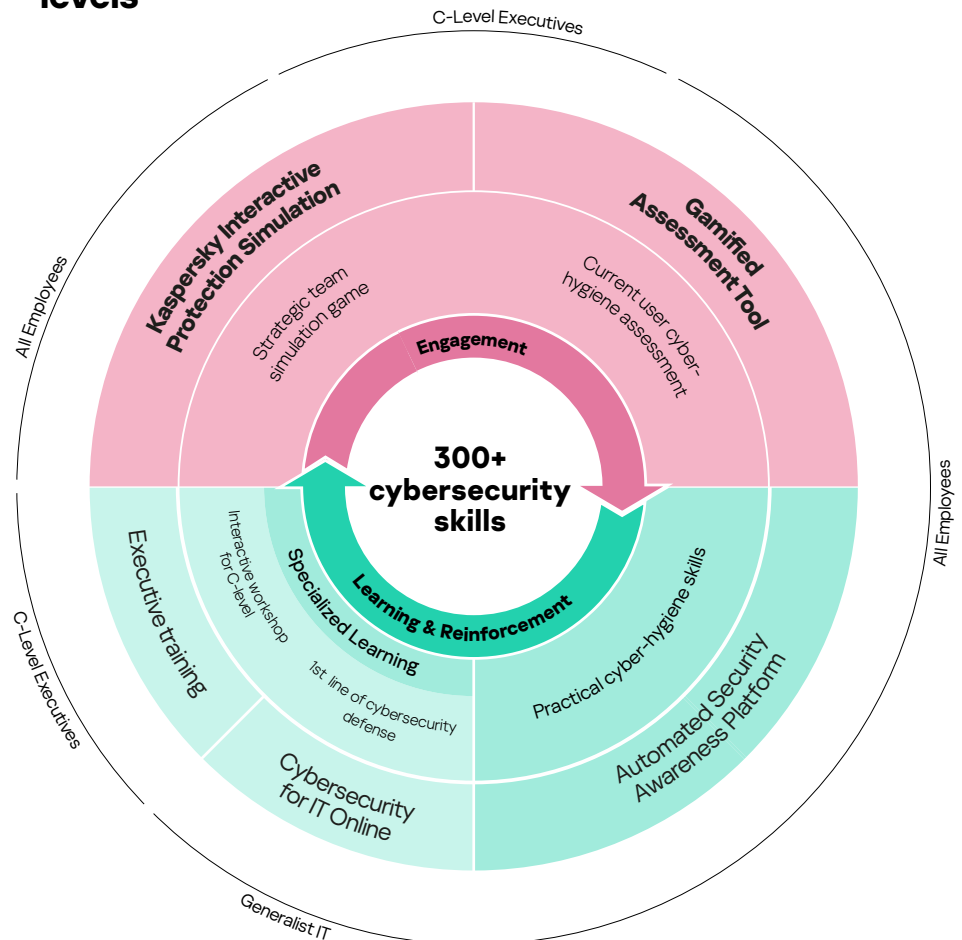 levels
C-Level Executives
All Employees
Kaspersky Interactive
Protection Simulation
Gamified
Assessment Tool
Strategic team
simulation game
Current user cyber-
hygiene assessment
Engagement
300+
cybersecurity
skills
All Employees
Executive training
Interactive workshop
for C-level
Specialized Learning
Learning & Reinforcement
Practical cyber-hygiene skills
1st line of cybersecurity
defense
Automated Security
Awareness Platform
C-Level Executives
Cybersecurity
for IT Online
Generalist IT